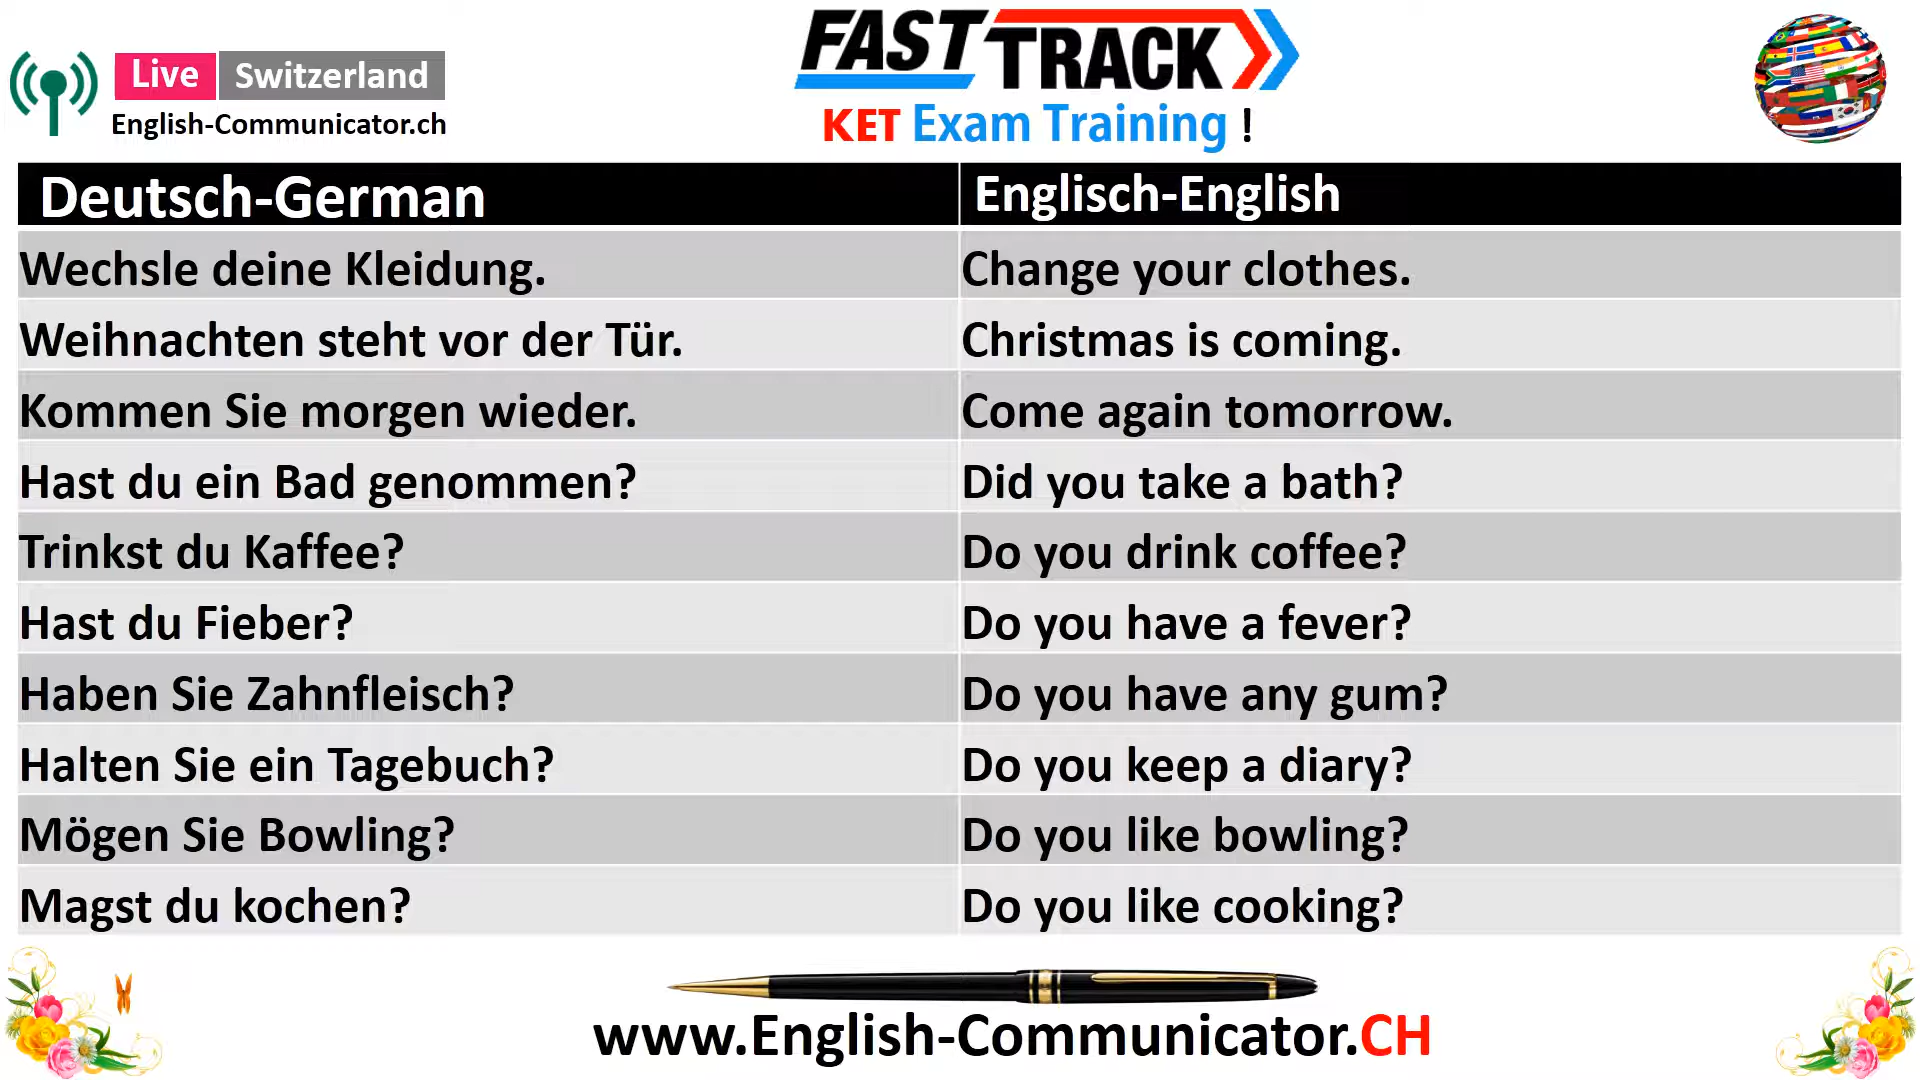 Live Switzerland
English-Communicator.ch
FAST TRACK
KET Exam Training !
Deutsch-German Englisch-English
Wechsle deine Kleidung. Change your clothes.
Weihnachten steht vor der Tür. Christmas is coming.
Kommen Sie morgen wieder. Come again tomorrow.
Hast du ein Bad genommen? Did you take a bath?
Trinkst du Kaffee? Do you drink coffee?
Hast du Fieber? Do you have a fever?
Haben Sie Zahnfleisch? Do you have any gum?
Halten Sie ein Tagebuch? Do you keep a diary?
Mögen Sie Bowling? Do you like bowling?
Magst du kochen? Do you like cooking?
www.English-Communicator.CH